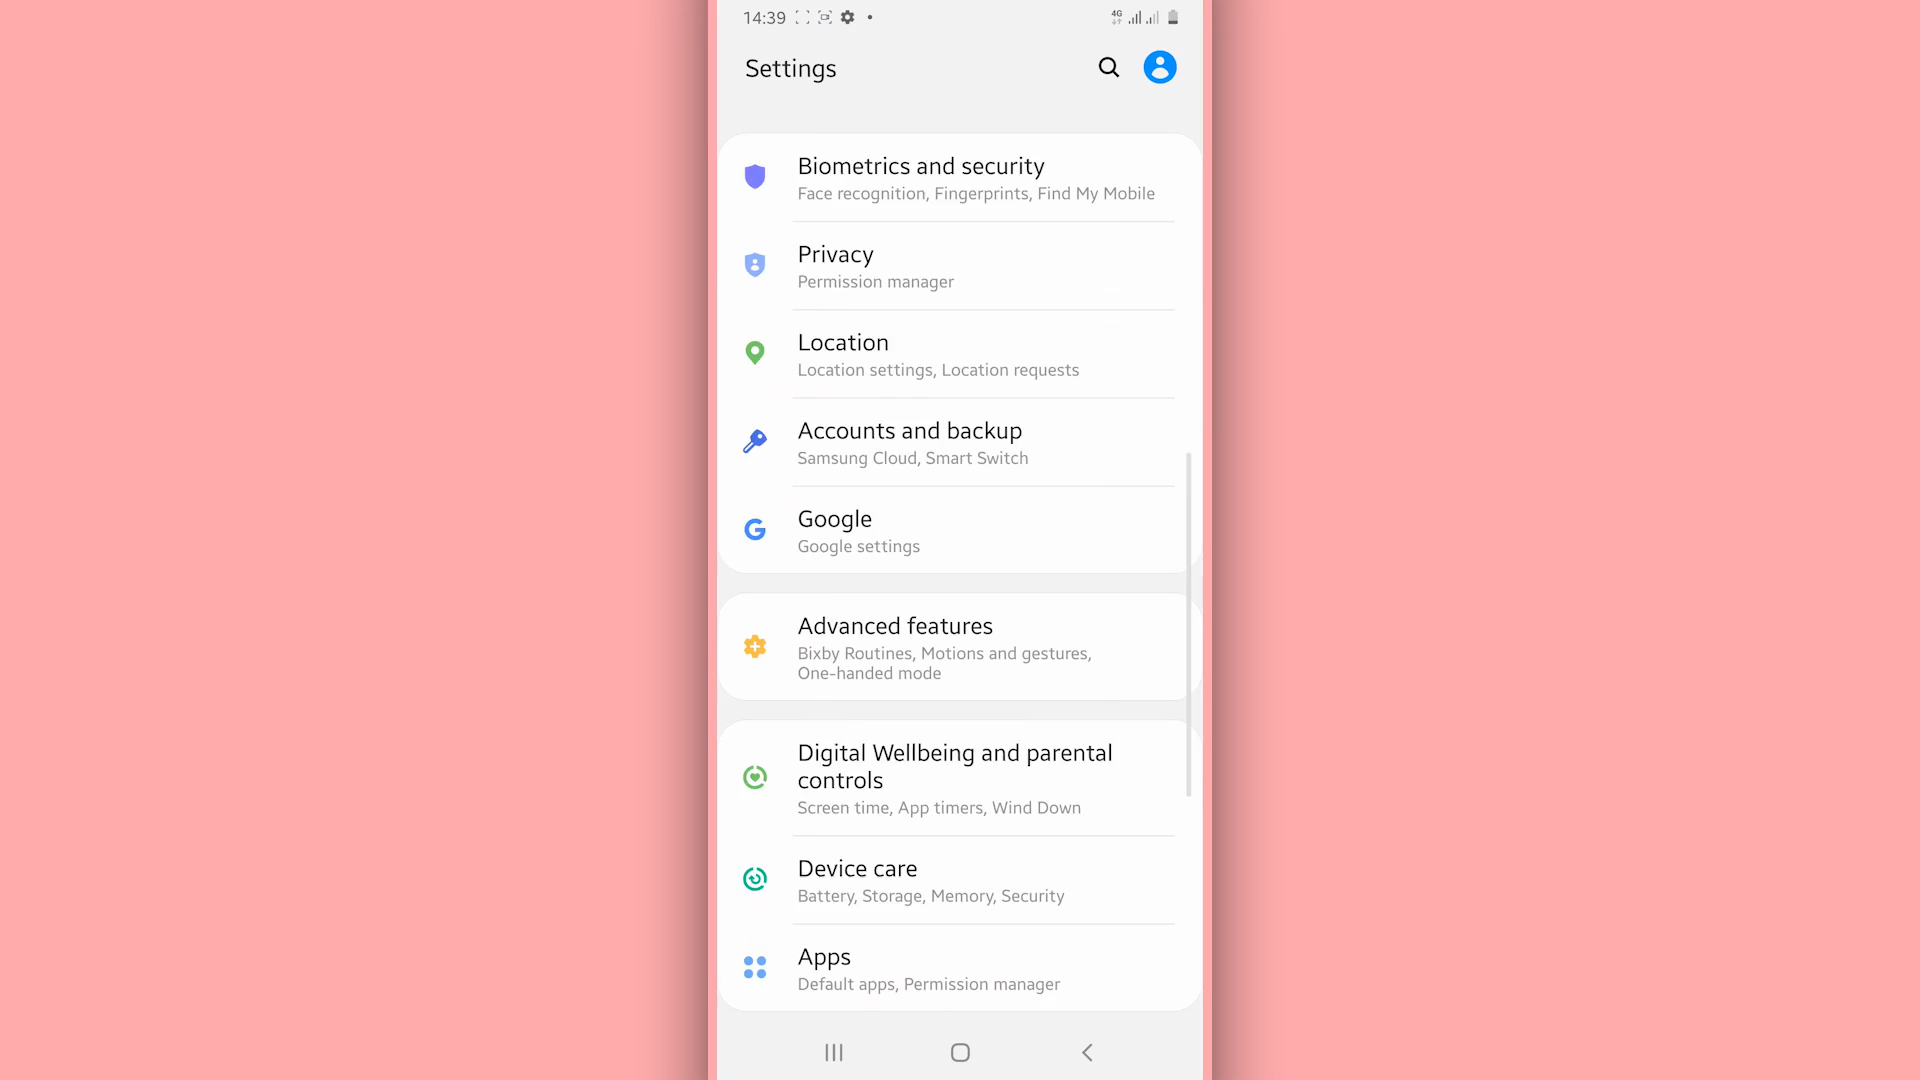 14:39
4G
Settings
Biometrics and security
Face recognition, Fingerprints, Find My Mobile
Privacy
Permission manager
Location
Location settings, Location requests
Accounts and backup
Samsung Cloud, Smart Switch
Google
Google settings
Advanced features
Bixby Routines, Motions and gestures,
One-handed mode
Digital Wellbeing and parental
controls
Screen time, App timers, Wind Down
Device care
Battery, Storage, Memory, Security
Apps
Default apps, Permission manager